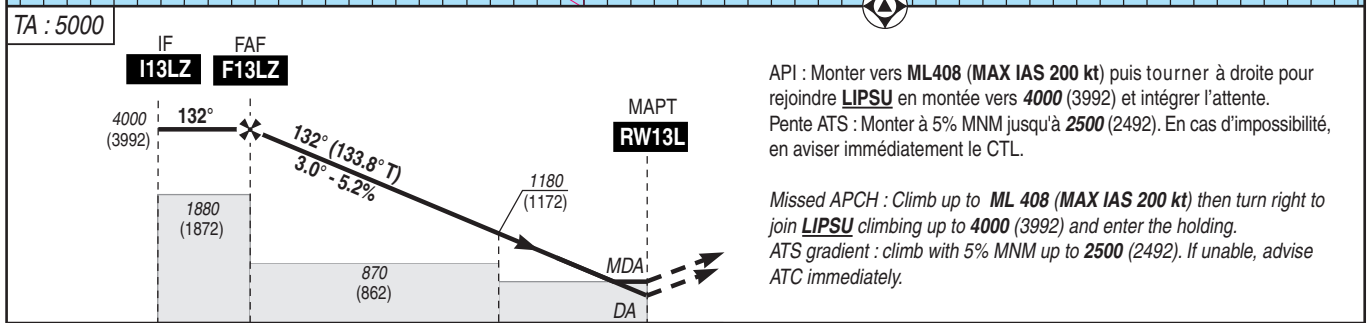 TA : 5000
IF
FAF
I13LZ
F13LZ
4000
(3992)
132°
132° (133.8° T)
3.0° - 5.2%
1880
(1872)
870
(862)
1180
(1172)
MAPT
RW13L
MDA
DA
API : Monter vers ML408 (MAX IAS 200 kt) puis tourner à droite pour
rejoindre LIPSU en montée vers 4000 (3992) et intégrer l'attente.
Pente ATS : Monter à 5% MNM jusqu'à 2500 (2492). En cas d'impossibilité,
en aviser immédiatement le CTL.
Missed APCH : Climb up to ML 408 (MAX IAS 200 kt) then turn right to
join LIPSU climbing up to 4000 (3992) and enter the holding.
ATS gradient : climb with 5% MNM up to 2500 (2492). If unable, advise
ATC immediately.